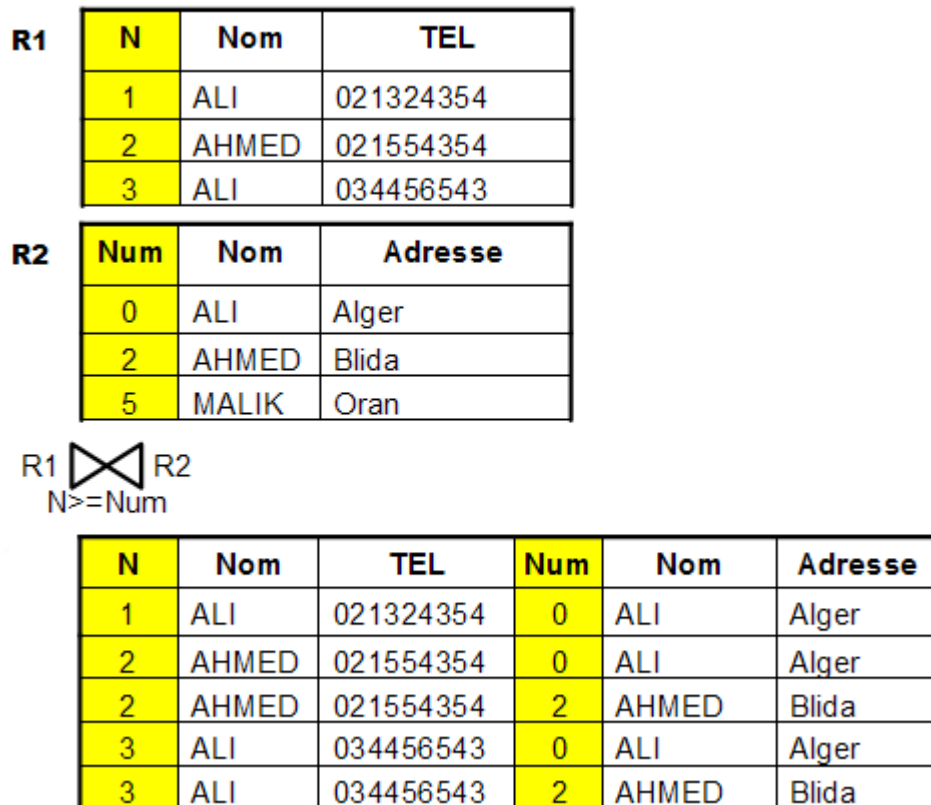 R1 N Nom TEL
1 ALI 021324354
2 AHMED 021554354
3 ALI 034456543
R2 Num Nom Adresse
0 ALI Alger
2 AHMED Blida
5 MALIK Oran
R1 R2
N>=Num
N Nom TEL Num Nom Adresse
1 ALI 021324354 0 ALI Alger
2 AHMED 021554354 0 ALI Alger
2 AHMED 021554354 2 AHMED Blida
3 ALI 034456543 0 ALI Alger
3 ALI 034456543 2 AHMED Blida